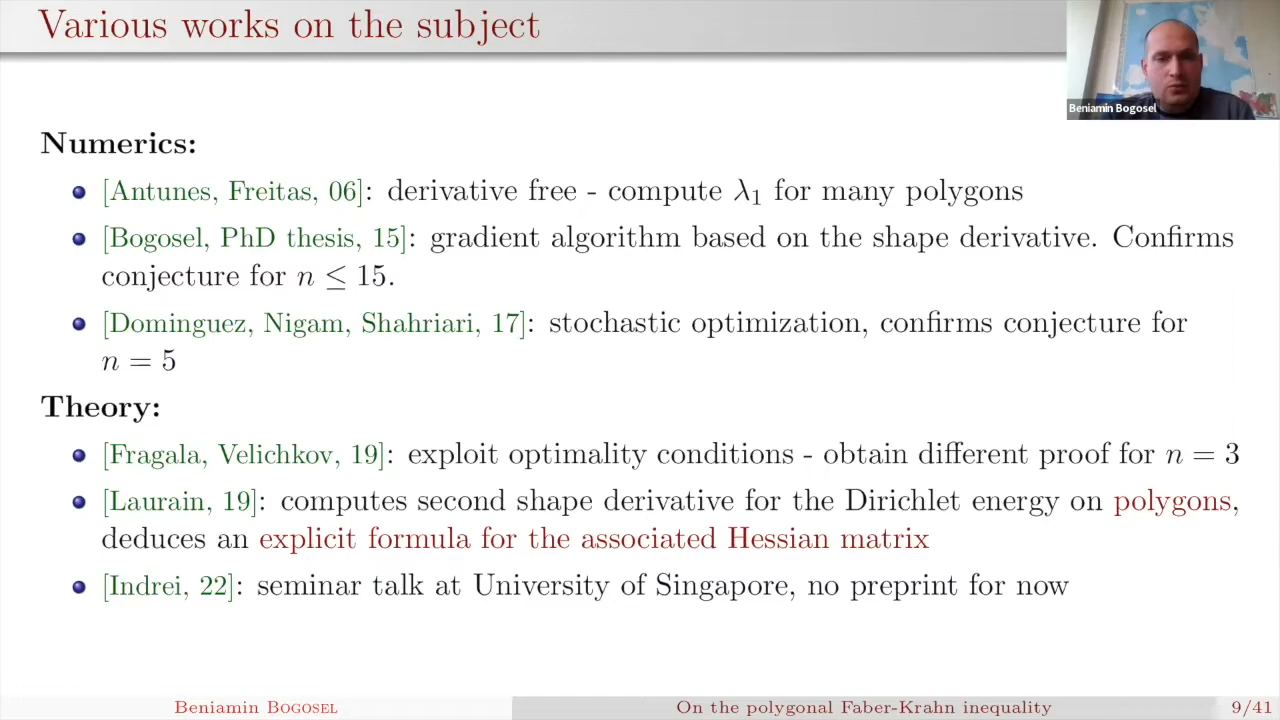 Various works on the subject
Beniamin Bogosel
Numerics:
[Antunes, Freitas, 06]: derivative free - compute λ₁ for many polygons
[Bogosel, PhD thesis, 15]: gradient algorithm based on the shape derivative. Confirms
conjecture for n ≤ 15.
[Dominguez, Nigam, Shahriari, 17]: stochastic optimization, confirms conjecture for
n = 5
Theory:
[Fragala, Velichkov, 19]: exploit optimality conditions - obtain different proof for n = 3
[Laurain, 19]: computes second shape derivative for the Dirichlet energy on polygons,
deduces an explicit formula for the associated Hessian matrix
[Indrei, 22]: seminar talk at University of Singapore, no preprint for now
Beniamin Bogosel
On the polygonal Faber-Krahn inequality
9/41